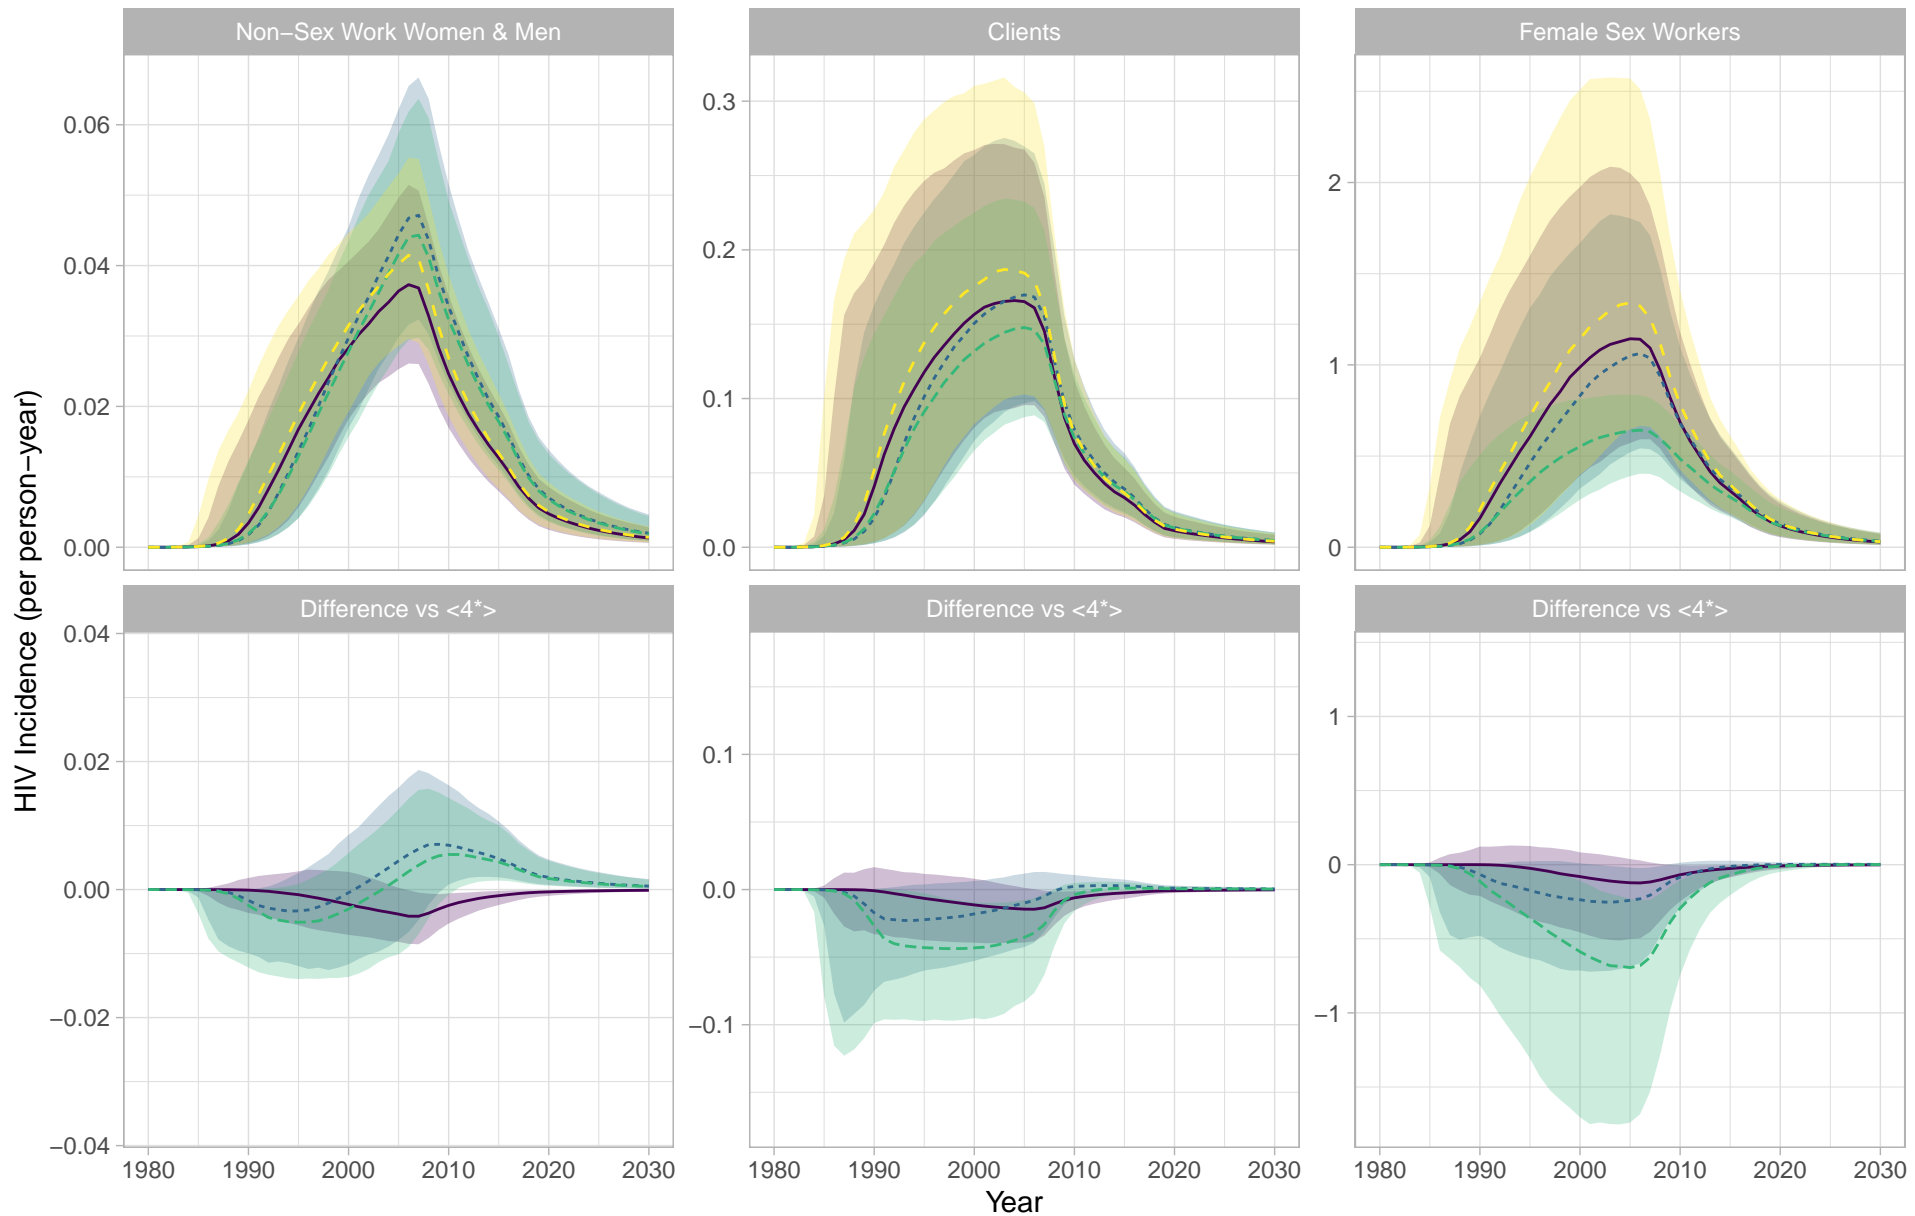 Non−Sex Work Women & Men
Clients
Female Sex Workers
0.06
0.04
0.02
0.00
0.3
0.2
0.1
0.0
2
1
0
HIV Incidence (per person−year)
Difference vs <4*>
Difference vs <4*>
Difference vs <4*>
0.04
0.02
0.00
−0.02
−0.04
0.1
0.0
−0.1
1
0
−1
1980 1990 2000 2010 2020 2030
1980 1990 2000 2010 2020 2030
1980 1990 2000 2010 2020 2030
Year